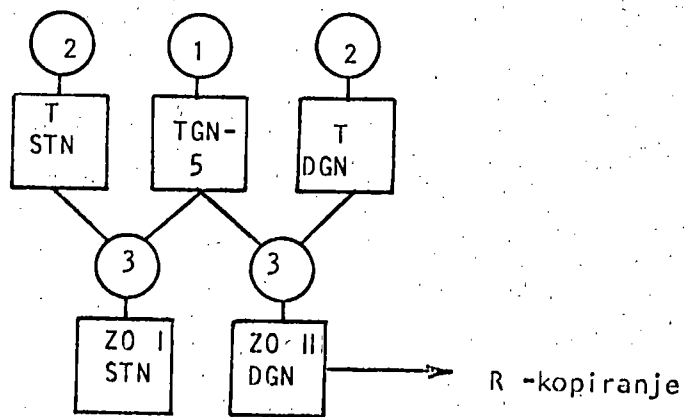 2
1
2
T
STN
TGN-
5
T
DGN
3
3
ZO I
STN
ZO II
DGN
R -kopiranje